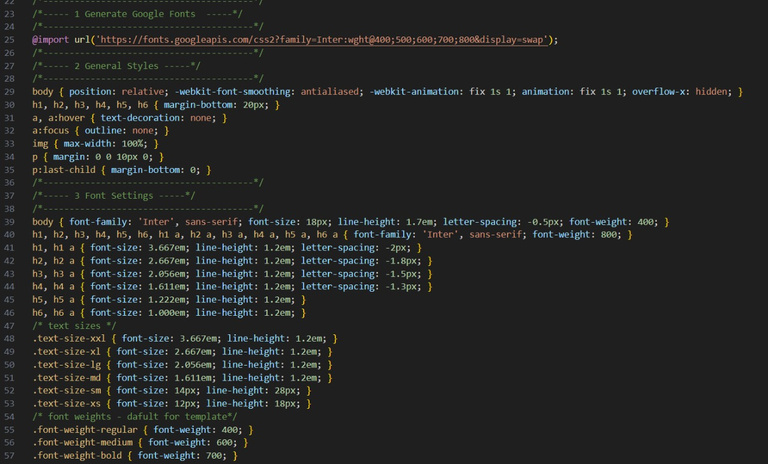 22 /*----------------------------------------*/
23 /*----- 1 Generate Google Fonts  -----*/
24 /*----------------------------------------*/
25 @import url('https://fonts.googleapis.com/css2?family=Inter:wght@400;500;600;700;800&display=swap');
26 /*----------------------------------------*/
27 /*----- 2 General Styles -----*/
28 /*----------------------------------------*/
29 body { position: relative; -webkit-font-smoothing: antialiased; -webkit-animation: fix 1s 1; animation: fix 1s 1; overflow-x: hidden; }
30 h1, h2, h3, h4, h5, h6 { margin-bottom: 20px; }
31 a, a:hover { text-decoration: none; }
32 a:focus { outline: none; }
33 img { max-width: 100%; }
34 p { margin: 0 0 10px 0; }
35 p:last-child { margin-bottom: 0; }
36 /*----------------------------------------*/
37 /*----- 3 Font Settings -----*/
38 /*----------------------------------------*/
39 body { font-family: 'Inter', sans-serif; font-size: 18px; line-height: 1.7em; letter-spacing: -0.5px; font-weight: 400; }
40 h1, h2, h3, h4, h5, h6, h1 a, h2 a, h3 a, h4 a, h5 a, h6 a { font-family: 'Inter', sans-serif; font-weight: 800; }
41 h1, h1 a { font-size: 3.667em; line-height: 1.2em; letter-spacing: -2px; }
42 h2, h2 a { font-size: 2.667em; line-height: 1.2em; letter-spacing: -1.8px; }
43 h3, h3 a { font-size: 2.056em; line-height: 1.2em; letter-spacing: -1.5px; }
44 h4, h4 a { font-size: 1.611em; line-height: 1.2em; letter-spacing: -1.3px; }
45 h5, h5 a { font-size: 1.222em; line-height: 1.2em; }
46 h6, h6 a { font-size: 1.000em; line-height: 1.2em; }
47 /* text sizes */
48 .text-size-xxl { font-size: 3.667em; line-height: 1.2em; }
49 .text-size-xl { font-size: 2.667em; line-height: 1.2em; }
50 .text-size-lg { font-size: 2.056em; line-height: 1.2em; }
51 .text-size-md { font-size: 1.611em; line-height: 1.2em; }
52 .text-size-sm { font-size: 14px; line-height: 28px; }
53 .text-size-xs { font-size: 12px; line-height: 18px; }
54 /* font weights - dafult for template*/
55 .font-weight-regular { font-weight: 400; }
56 .font-weight-medium { font-weight: 600; }
57 .font-weight-bold { font-weight: 700; }